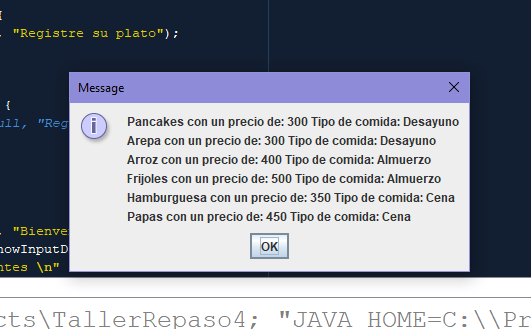 , "Registre su plato");
{
ull, "Reg
Message
Pancakes con un precio de: 300 Tipo de comida: Desayuno
Arepa con un precio de: 300 Tipo de comida: Desayuno
Arroz con un precio de: 400 Tipo de comida: Almuerzo
Frijoles con un precio de: 500 Tipo de comida: Almuerzo
Hamburguesa con un precio de: 350 Tipo de comida: Cena
Papas con un precio de: 450 Tipo de comida: Cena
OK
, "Bienve
howInputD
ntes \n"
cts\TallerRepaso4; "JAVA_HOME=C:\\Pr